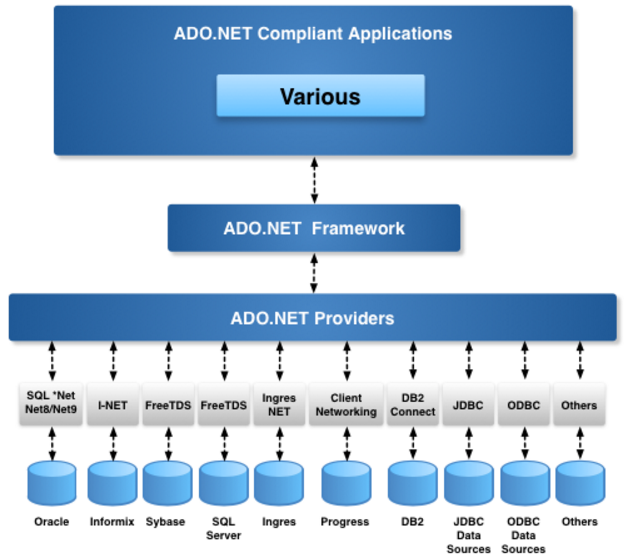 ADO.NET Compliant Applications
Various
ADO.NET Framework
ADO.NET Providers
SQL *Net
Net8/Net9
I-NET
FreeTDS
FreeTDS
Ingres
NET
Client
Networking
DB2
Connect
JDBC
ODBC
Others
Oracle
Informix
Sybase
SQL
Server
Ingres
Progress
DB2
JDBC
Data
Sources
ODBC
Data
Sources
Others